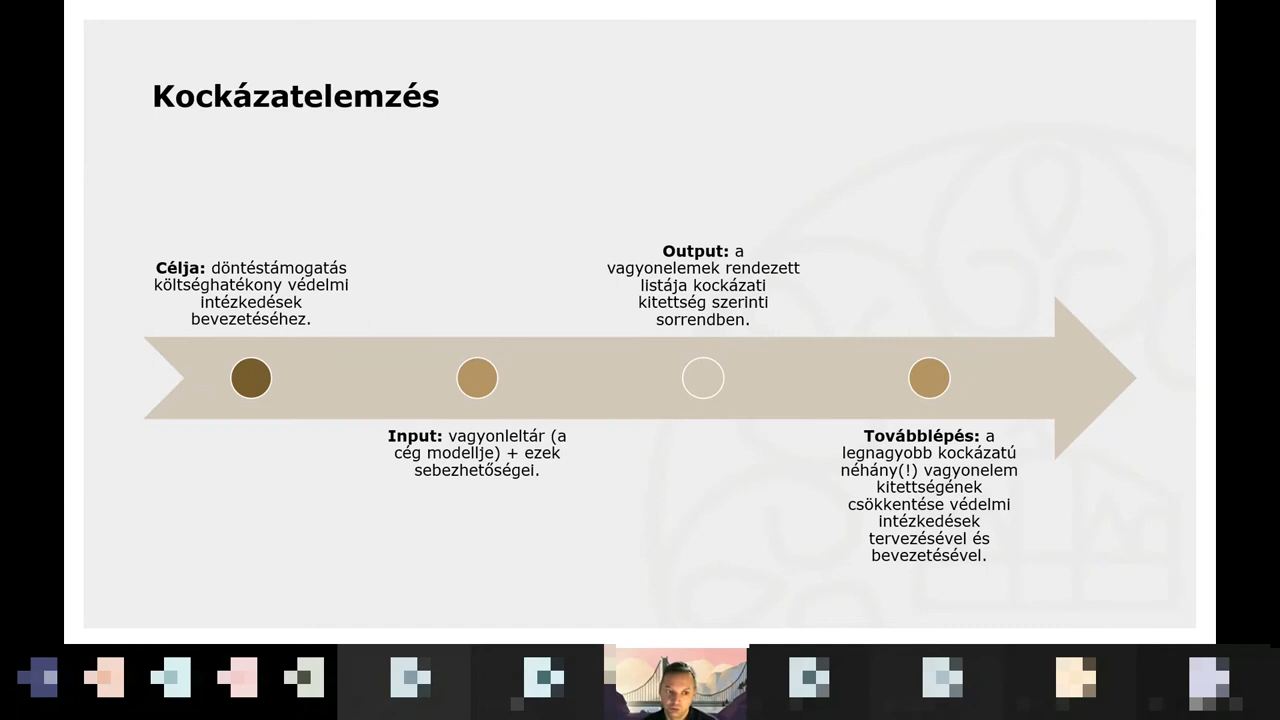 Kockázatelemzés
Célja: döntéstámogatás
költséghatékony védelmi
intézkedések
bevezetéséhez.
Input: vagyonleltár (a
cég modellje) + ezek
sebezhetőségei.
Output: a
vagyonelemek rendezett
listája kockázati
kitettség szerinti
sorrendben.
Továbblépés: a
legnagyobb kockázatú
néhány(!) vagyonelem
kitettségének
csökkentése védelmi
intézkedések
tervezésével és
bevezetésével.